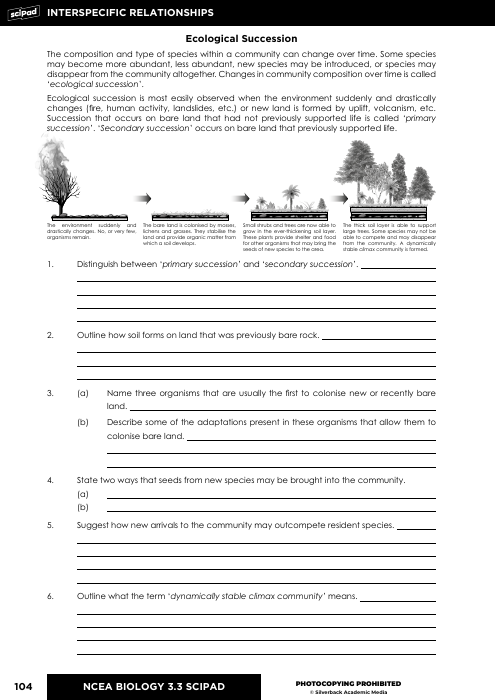 scipad INTERSPECIFIC RELATIONSHIPS
Ecological Succession
The composition and type of species within a community can change over time. Some species
may become more abundant, less abundant, new species may be introduced, or species may
disappear from the community altogether. Changes in community composition over time is called
'ecological succession'.
Ecological succession is most easily observed when the environment suddenly and drastically
changes (fire, human activity, landslides, etc.) or new land is formed by uplift, volcanism, etc.
Succession that occurs on bare land that had not previously supported life is called 'primary
succession'. 'Secondary succession' occurs on bare land that previously supported life.
The environment suddenly and
drastically changes. No, or very few,
organisms remain.
The bare land is colonised by mosses,
lichens and grasses. They stabilise the
land and provide organic matter from
which a soil develops.
Small shrubs and trees are now able to
grow in the ever-thickening soil layer.
These plants provide shelter and food
for other organisms that may bring the
seeds of new species to the area.
The thick soil layer is able to support
large trees. Some species may not be
able to compete and may disappear
from the community. A dynamically
stable climax community is formed.
1. Distinguish between 'primary succession' and 'secondary succession'.
2. Outline how soil forms on land that was previously bare rock.
3. (a) Name three organisms that are usually the first to colonise new or recently bare
land.
(b) Describe some of the adaptations present in these organisms that allow them to
colonise bare land.
4. State two ways that seeds from new species may be brought into the community.
(a)
(b)
5. Suggest how new arrivals to the community may outcompete resident species.
6. Outline what the term 'dynamically stable climax community' means.
104 NCEA BIOLOGY 3.3 SCIPAD PHOTOCOPYING PROHIBITED
© Silverback Academic Media